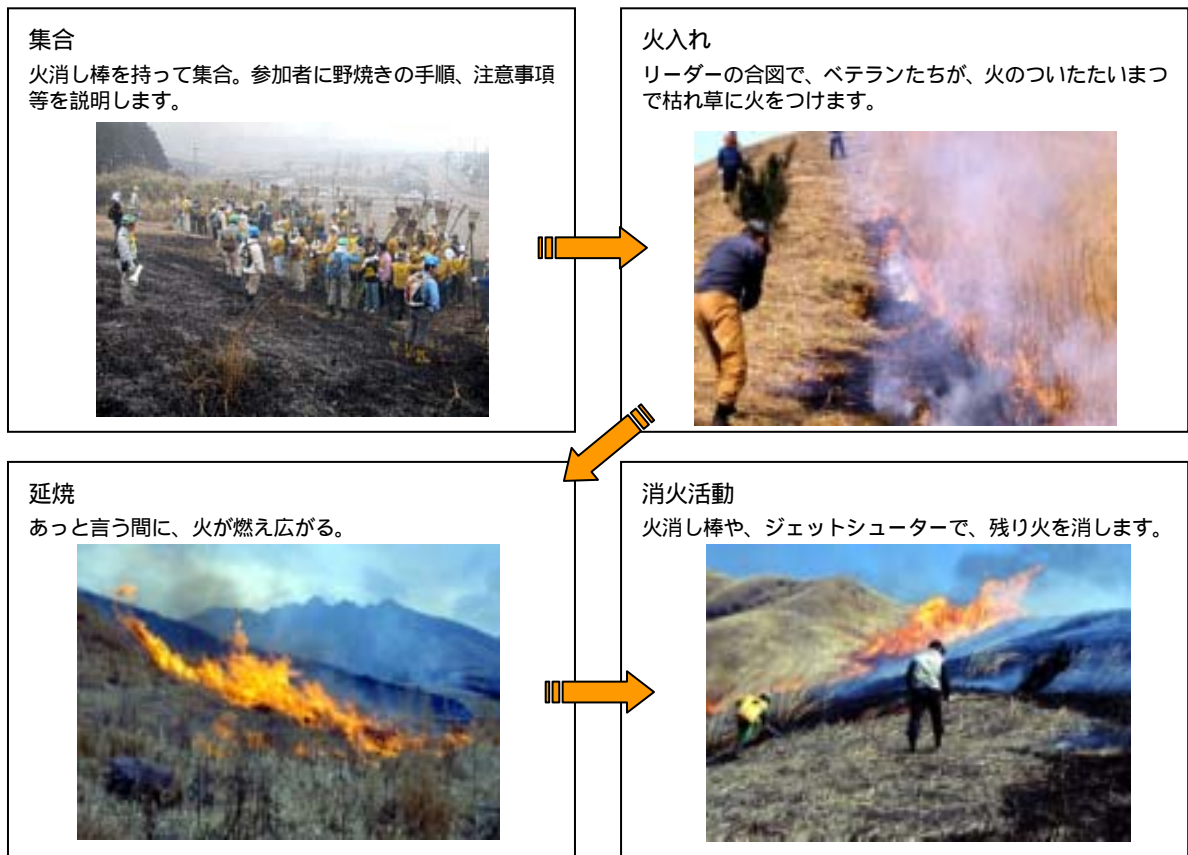 集合
火消し棒を持って集合。参加者に野焼きの手順、注意事項
等を説明します。
火入れ
リーダーの合図で、ベテランたちが、火のついたたいまつ
で枯れ草に火をつけます。
延焼
あっと言う間に、火が燃え広がる。
消火活動
火消し棒や、ジェットシューターで、残り火を消します。